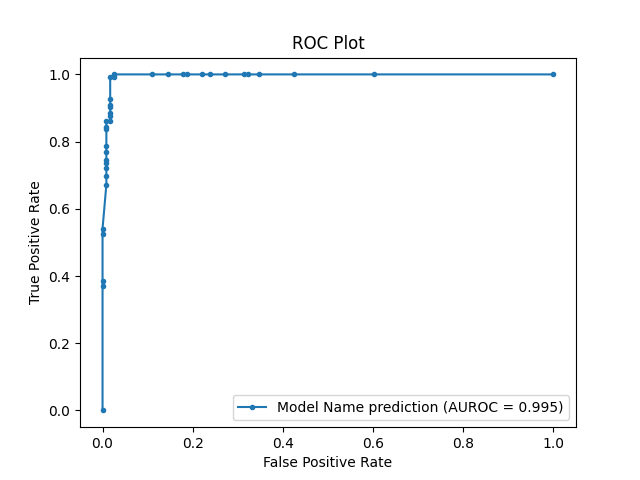 ROC Plot
True Positive Rate
1.0
0.8
0.6
0.4
0.2
0.0
Model Name prediction (AUROC = 0.995)
0.0 0.2 0.4 0.6 0.8 1.0
False Positive Rate